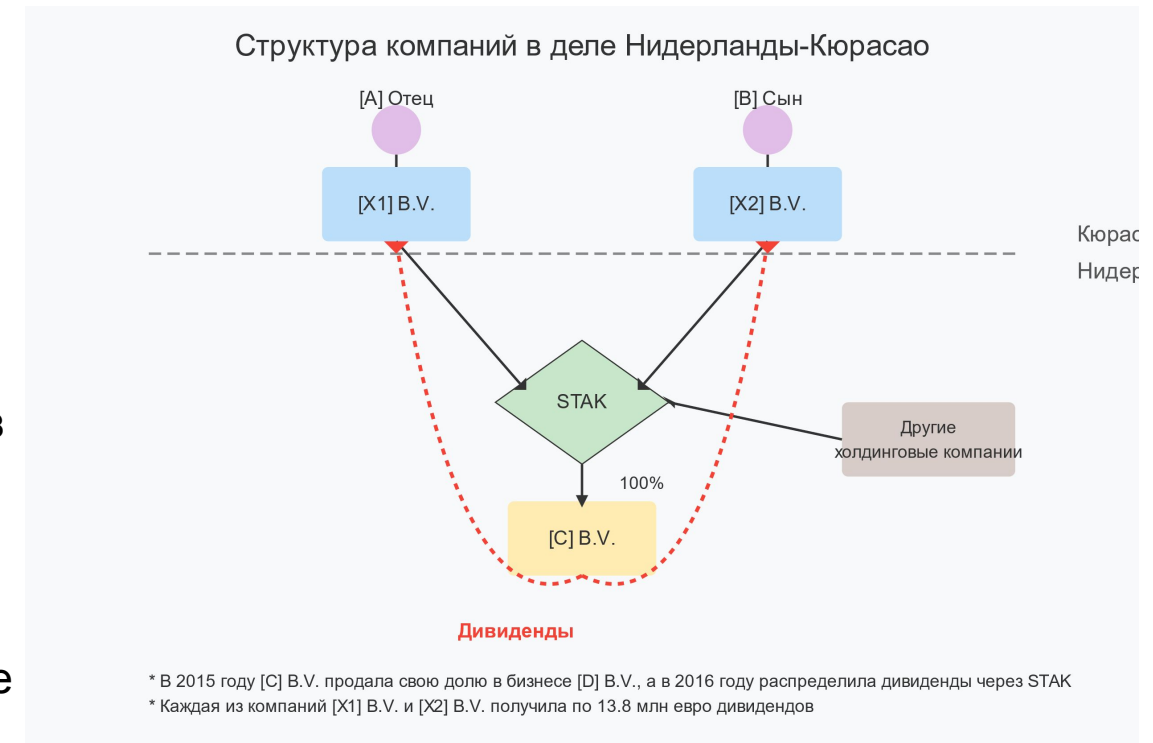 Структура компаний в деле Нидерланды-Кюрасао
[A] Отец
[B] Сын
[X1] B.V.
[X2] B.V.
Кюрас
Нидер
STAK
в
Другие
холдинговые компании
100%
[C] B.V.
Дивиденды
е
* В 2015 году [C] B.V. продала свою долю в бизнесе [D] B.V., а в 2016 году распределила дивиденды через STAK
* Каждая из компаний [X1] B.V. и [X2] B.V. получила по 13.8 млн евро дивидендов